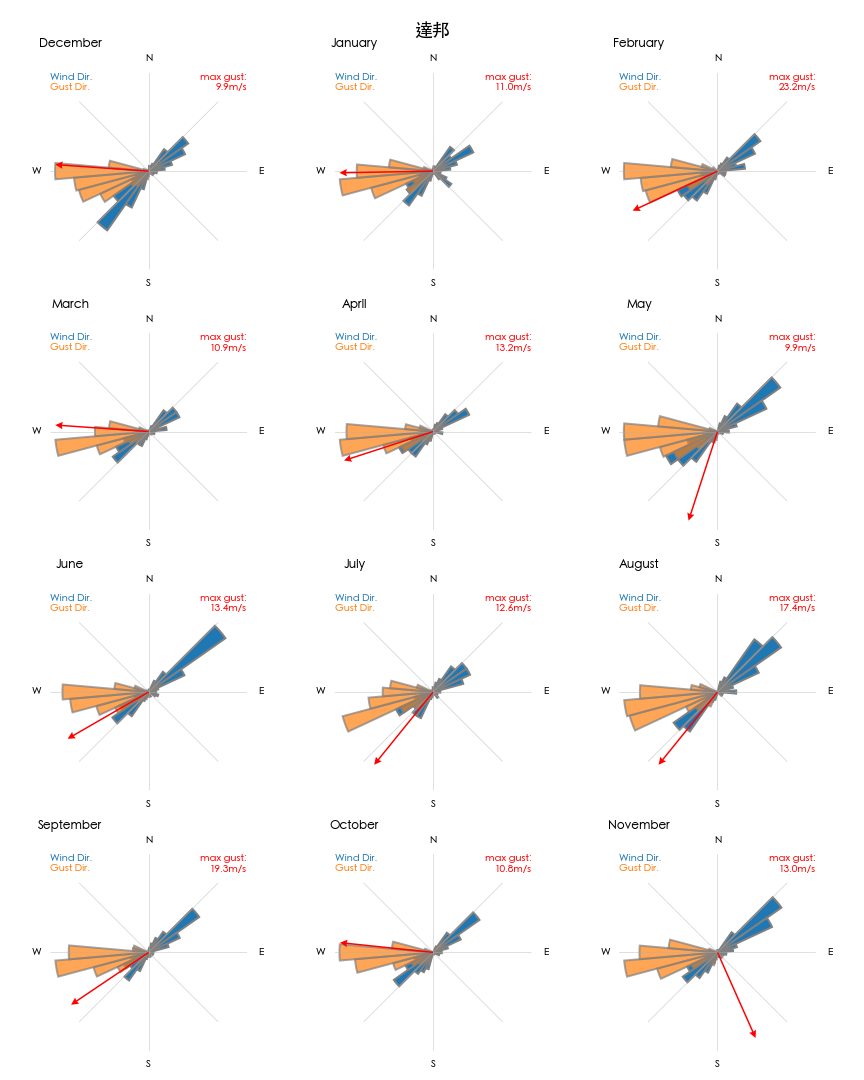 達邦
December
N
Wind Dir.
Gust Dir.
max gust:
9.9m/s
W
E
S
January
N
Wind Dir.
Gust Dir.
max gust:
11.0m/s
W
E
S
February
N
Wind Dir.
Gust Dir.
max gust:
23.2m/s
W
E
S
March
N
Wind Dir.
Gust Dir.
max gust:
10.9m/s
W
E
S
April
N
Wind Dir.
Gust Dir.
max gust:
13.2m/s
W
E
S
May
N
Wind Dir.
Gust Dir.
max gust:
9.9m/s
W
E
S
June
N
Wind Dir.
Gust Dir.
max gust:
13.4m/s
W
E
S
July
N
Wind Dir.
Gust Dir.
max gust:
12.6m/s
W
E
S
August
N
Wind Dir.
Gust Dir.
max gust:
17.4m/s
W
E
S
September
N
Wind Dir.
Gust Dir.
max gust:
19.3m/s
W
E
S
October
N
Wind Dir.
Gust Dir.
max gust:
10.8m/s
W
E
S
November
N
Wind Dir.
Gust Dir.
max gust:
13.0m/s
W
E
S